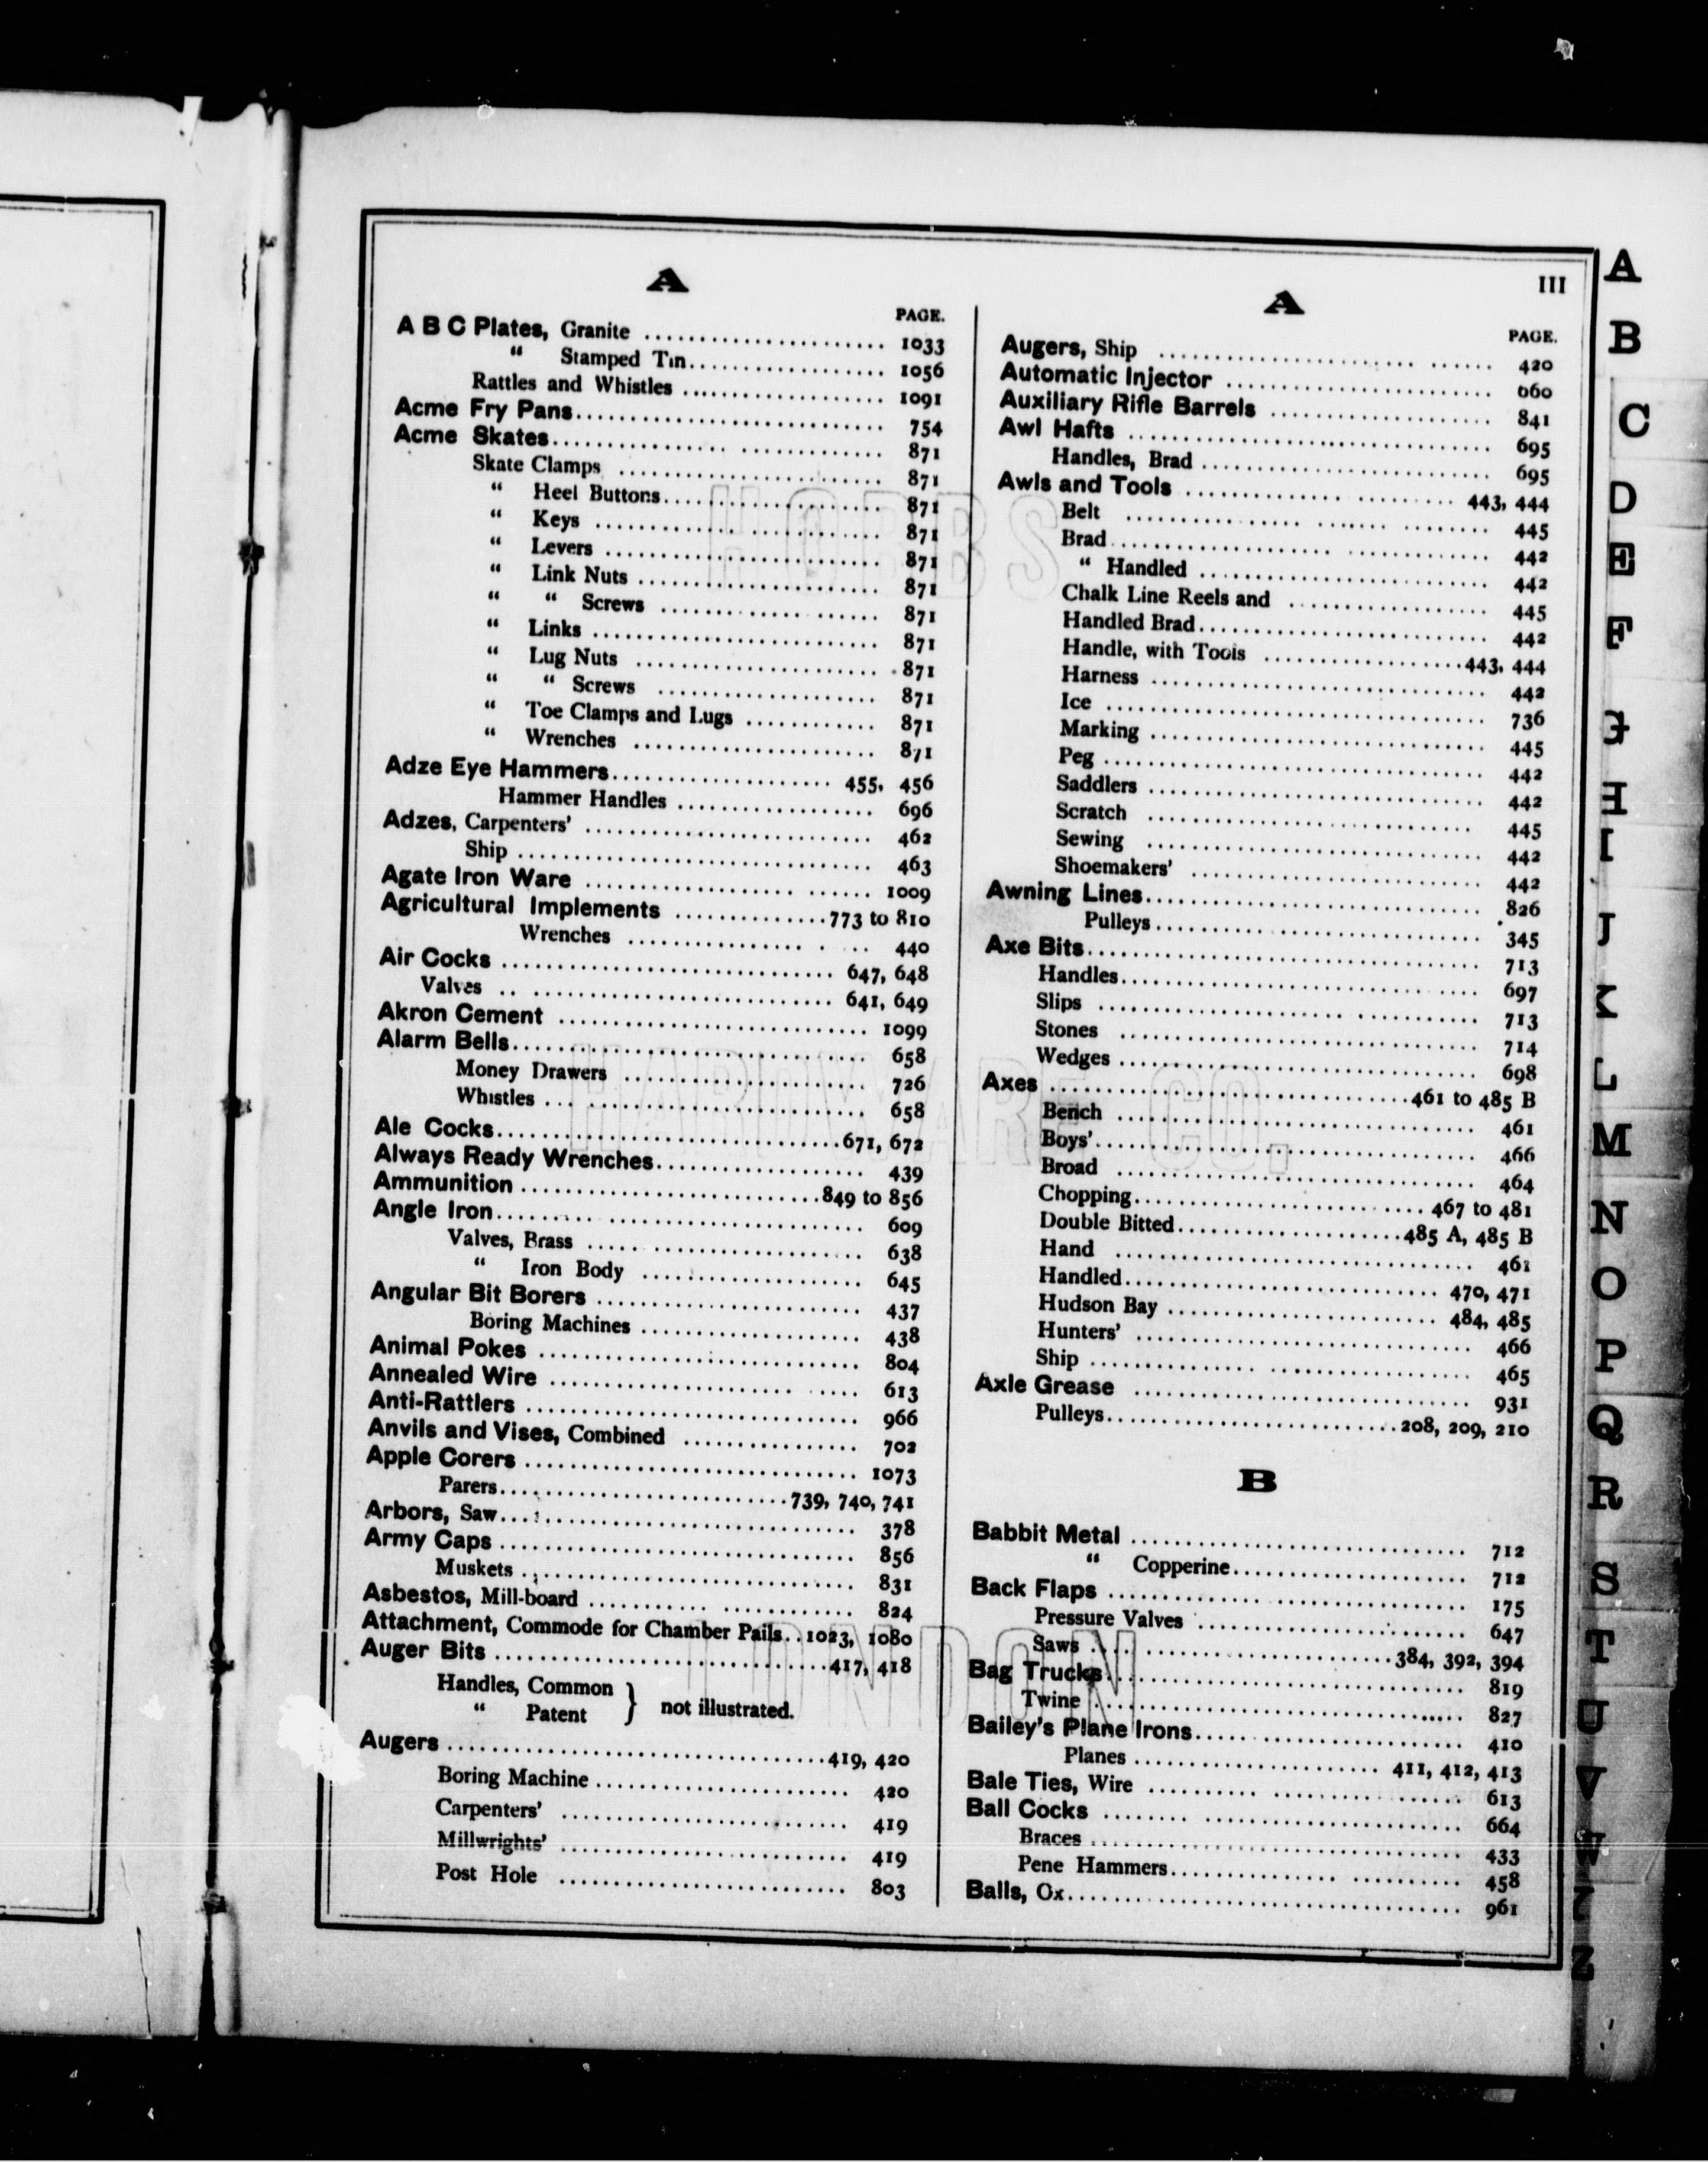 III
A
PAGE.
A B C Plates, Granite ........................ 1033
“ Stamped Tin.................. 1056
Rattles and Whistles .................. 1091
Acme Fry Pans............................ 754
Acme Skates................ .............. 871
Skate Clamps ........................ 871
“ Heel Buttons.................... 871
“ Keys .......................... 871
“ Levers ......................... 871
“ Link Nuts ...................... 871
“ “ Screws .................... 871
“ Links .......................... 871
“ Lug Nuts ...................... 871
“ “ Screws .................... 871
“ Toe Clamps and Lugs ............ 871
“ Wrenches ...................... 871
Adze Eye Hammers.................... 455, 456
Hammer Handles .................. 696
Adzes, Carpenters’ .......................... 462
Ship ................................ 463
Agate Iron Ware ................... ...... 1009
Agricultural Implements ..............773 to 810
Wrenches ................ . .. 440
Air Cocks .............................. 647, 648
Valves .. ........................... 641, 649
Akron Cement ............................ 1099
Alarm Bells................................ 658
Money Drawers ...................... 726
Whistles ... ......................... 658
Ale Cocks...............................671, 672
Always Ready Wrenches................... 439
Ammunition ...........................849 to 856
Angle Iron......... ....................... 609
Valves, Brass ..... .................... 638
“ Iron Body .................... 645
Angular Bit Borers ........................ 437
Boring Machines .................... 438
Animal Pokes ............................. 804
Annealed Wire ...................... ..... 613
Anti-Rattlers .............................. 966
Anvils and Vises, Combined ................ 702
Apple Corers .............................. 1073
Parers..........................739, 740, 741
Arbors, Saw................................ 378
Army Caps ................................ 856
Muskets .............................. 831
Asbestos, Mill-board ........... ............ 824
Attachment, Commode for Chamber Pails..1023, 1080
Auger Bits ..............................417, 418
Handles, Common } not illustrated.
“ Patent
Augers ..................................419, 420
Boring Machine ....................... 420
Carpenters’ .......................... 419
Millwrights’ .......................... 419
Post Hole .......................... 803
A
PAGE.
Augers, Ship ....................... ...... 420
Automatic Injector ........................ 660
Auxiliary Rifle Barrels .................... 841
Awl Hafts ................................ 695
Handles, Brad .......................... 695
Awls and Tools .............. .......... 443, 444
Belt ................ ....... ........ 445
Brad..................... ............. 442
“ Handled .......................... 442
Chalk Line Reels and .................. 445
Handled Brad.......................... 442
Handle, with Tools ..................443, 444
Harness .............................. 442
Ice .................................. 736
Marking .............................. 445
Peg .................................. 442
Saddlers .............................. 442
Scratch .............................. 445
Sewing .............................. 442
Shoemakers’ .......................... 442
Awning Lines.............................. 826
Pulleys............................ 345
Axe Bits.................................. 713
Handles................................ 697
Slips ..................... ............ 713
Stones ................................ 714
Wedges ................................ 698
Axes ................................461 to 485 B
Bench ................................ 461
Boys’.................................. 466
Broad ................................ 464
Chopping.......................... 467 to 481
Double Bitted....................485 A, 485 B
Hand ................................ 461
Handled............................ 470, 471
Hudson Bay ........................ 484, 485
Hunters’ .............................. 466
Ship ............... .................. 465
Axle Grease .............................. 931
Pulleys..........................208, 209, 210
B
Babbit Metal .............................. 712
“ Copperine..................... 712
Back Flaps ................................ 175
Pressure Valves ........................ 647
Saws ..............................384, 392, 394
Bag Trucks................................ 819
Twine ................................ 827
Bailey’s Plane Irons........................ 410
Planes ...................... 411, 412, 413
Bale Ties, Wire ........... ................ 613
Ball Cocks ........ ....................... 664
Braces ................................ 433
Pene Hammers................ .......... 458
Balls, Ox.................................. 961
HOBBS
HARDWARE CO.
LONDON
A
B
C
D
E
F
G
H
I
J
K
L
M
N
O
P
Q
R
S
T
U
V
W
Z